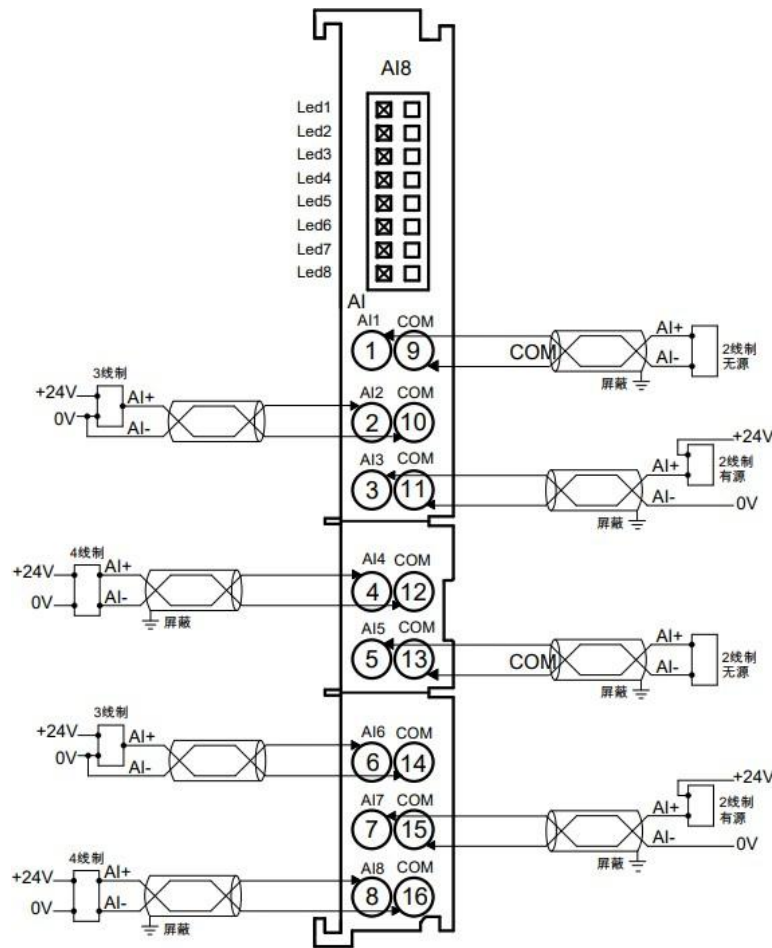 AI8
Led1
Led2
Led3
Led4
Led5
Led6
Led7
Led8
AI
AI1 COM
1 9
COM
AI+
AI-
屏蔽
2线制
无源
3线制
+24V
0V
AI+
AI-
AI2 COM
2 10
AI3 COM
3 11
+24V
AI+
AI-
2线制
有源
0V
屏蔽
4线制
+24V
0V
AI+
AI-
屏蔽
AI4 COM
4 12
AI5 COM
5 13
COM
AI+
AI-
屏蔽
2线制
无源
3线制
+24V
0V
AI+
AI-
AI6 COM
6 14
AI7 COM
7 15
+24V
AI+
AI-
2线制
有源
0V
屏蔽
4线制
+24V
0V
AI+
AI-
屏蔽
AI8 COM
8 16